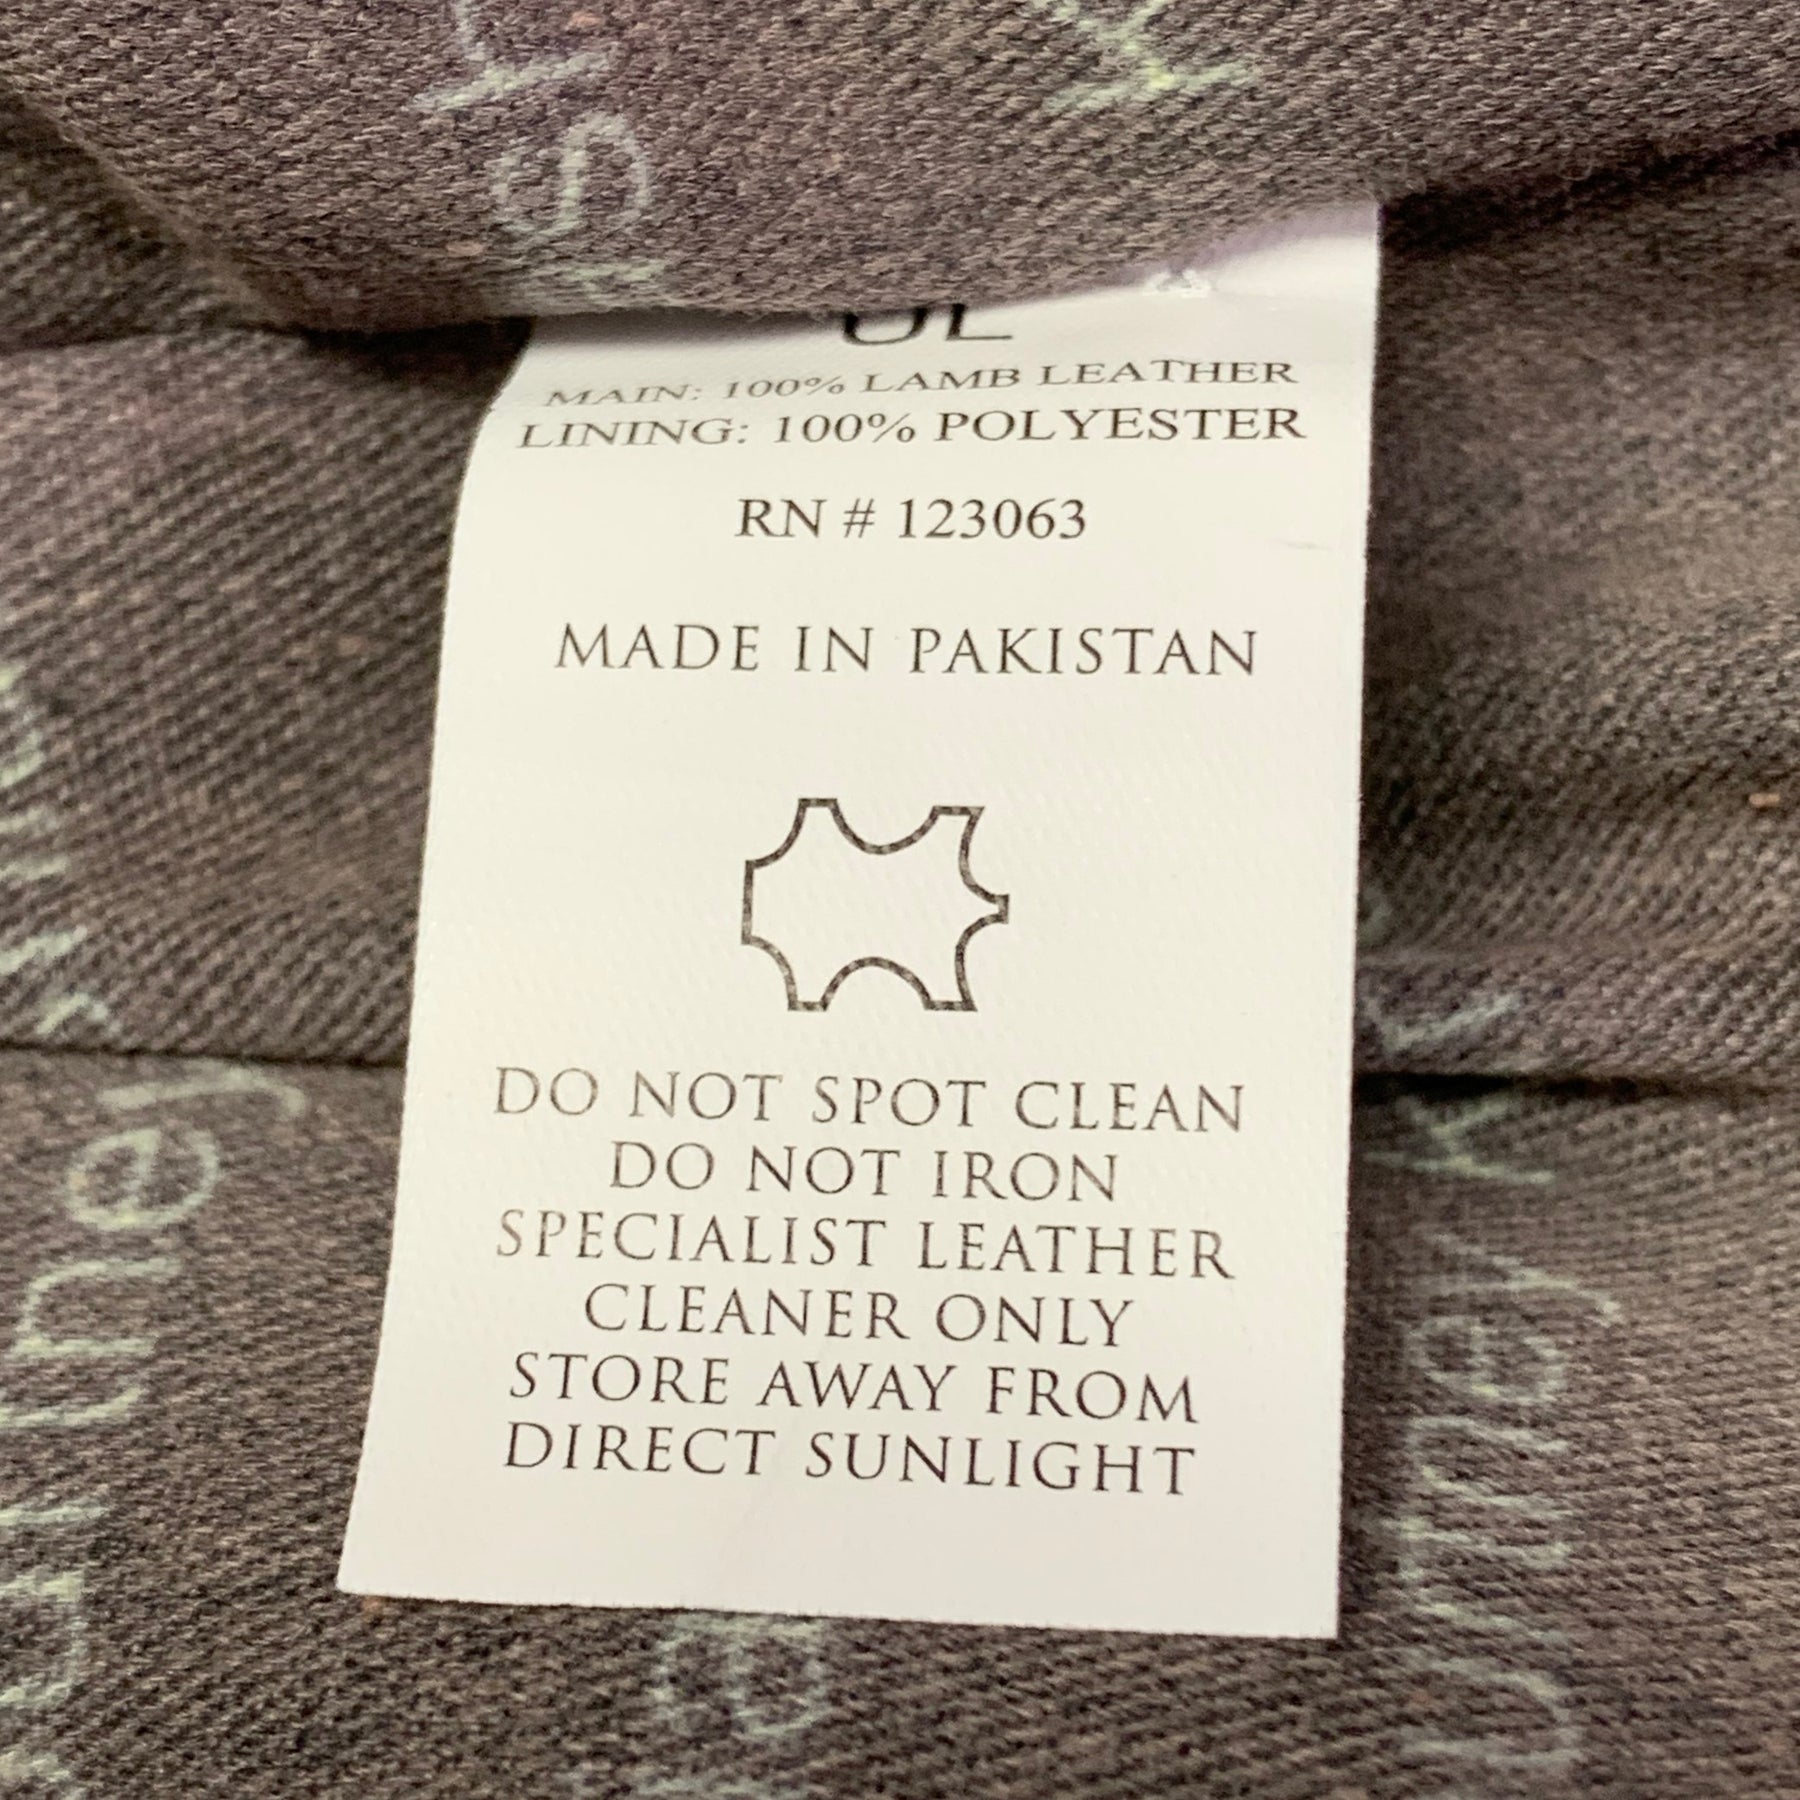 MAIN: 100% LAMB LEATHER
LINING: 100% POLYESTER
RN # 123063
MADE IN PAKISTAN
DO NOT SPOT CLEAN
DO NOT IRON
SPECIALIST LEATHER
CLEANER ONLY
STORE AWAY FROM
DIRECT SUNLIGHT